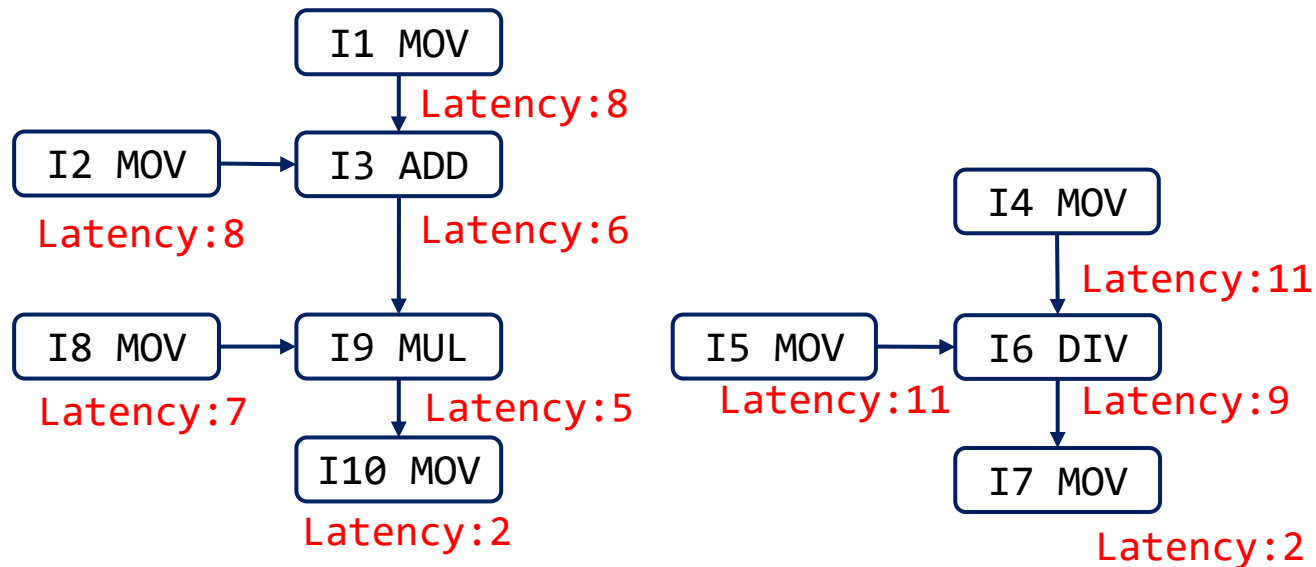 I1 MOV
Latency:8
I2 MOV
I3 ADD
Latency:8
Latency:6
I8 MOV
I9 MUL
Latency:7
Latency:5
I10 MOV
Latency:2
I4 MOV
Latency:11
I5 MOV
I6 DIV
Latency:11
Latency:9
I7 MOV
Latency:2